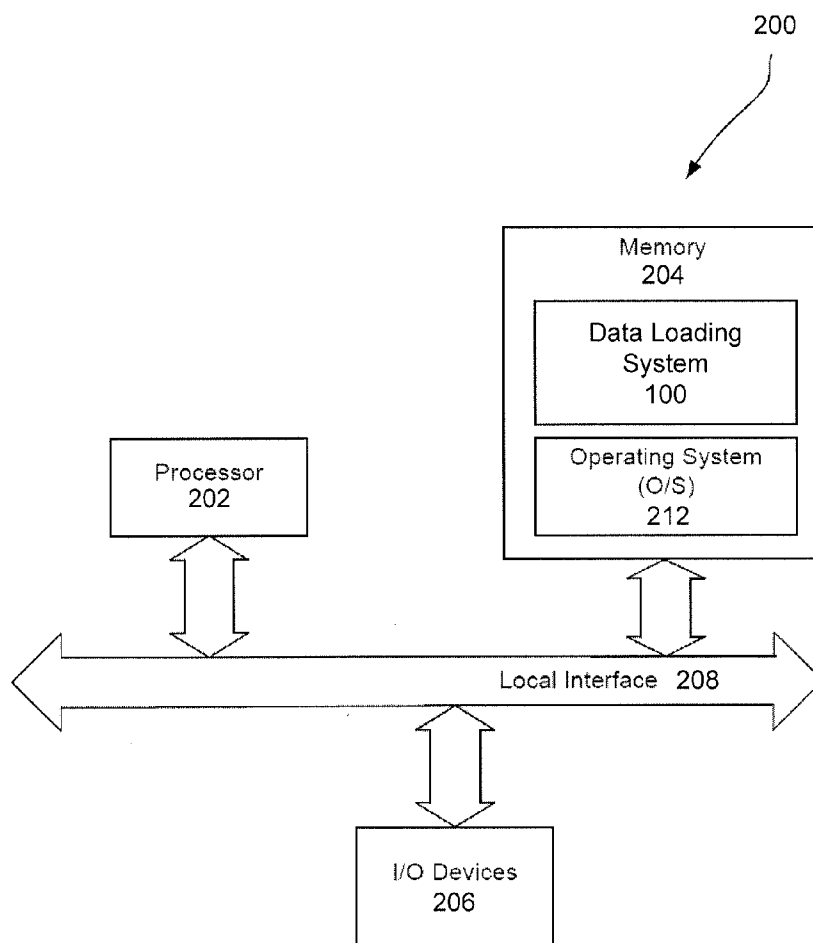 200
Memory
204
Data Loading
System
100
Operating System
(O/S)
212
Processor
202
Local Interface 208
I/O Devices
206